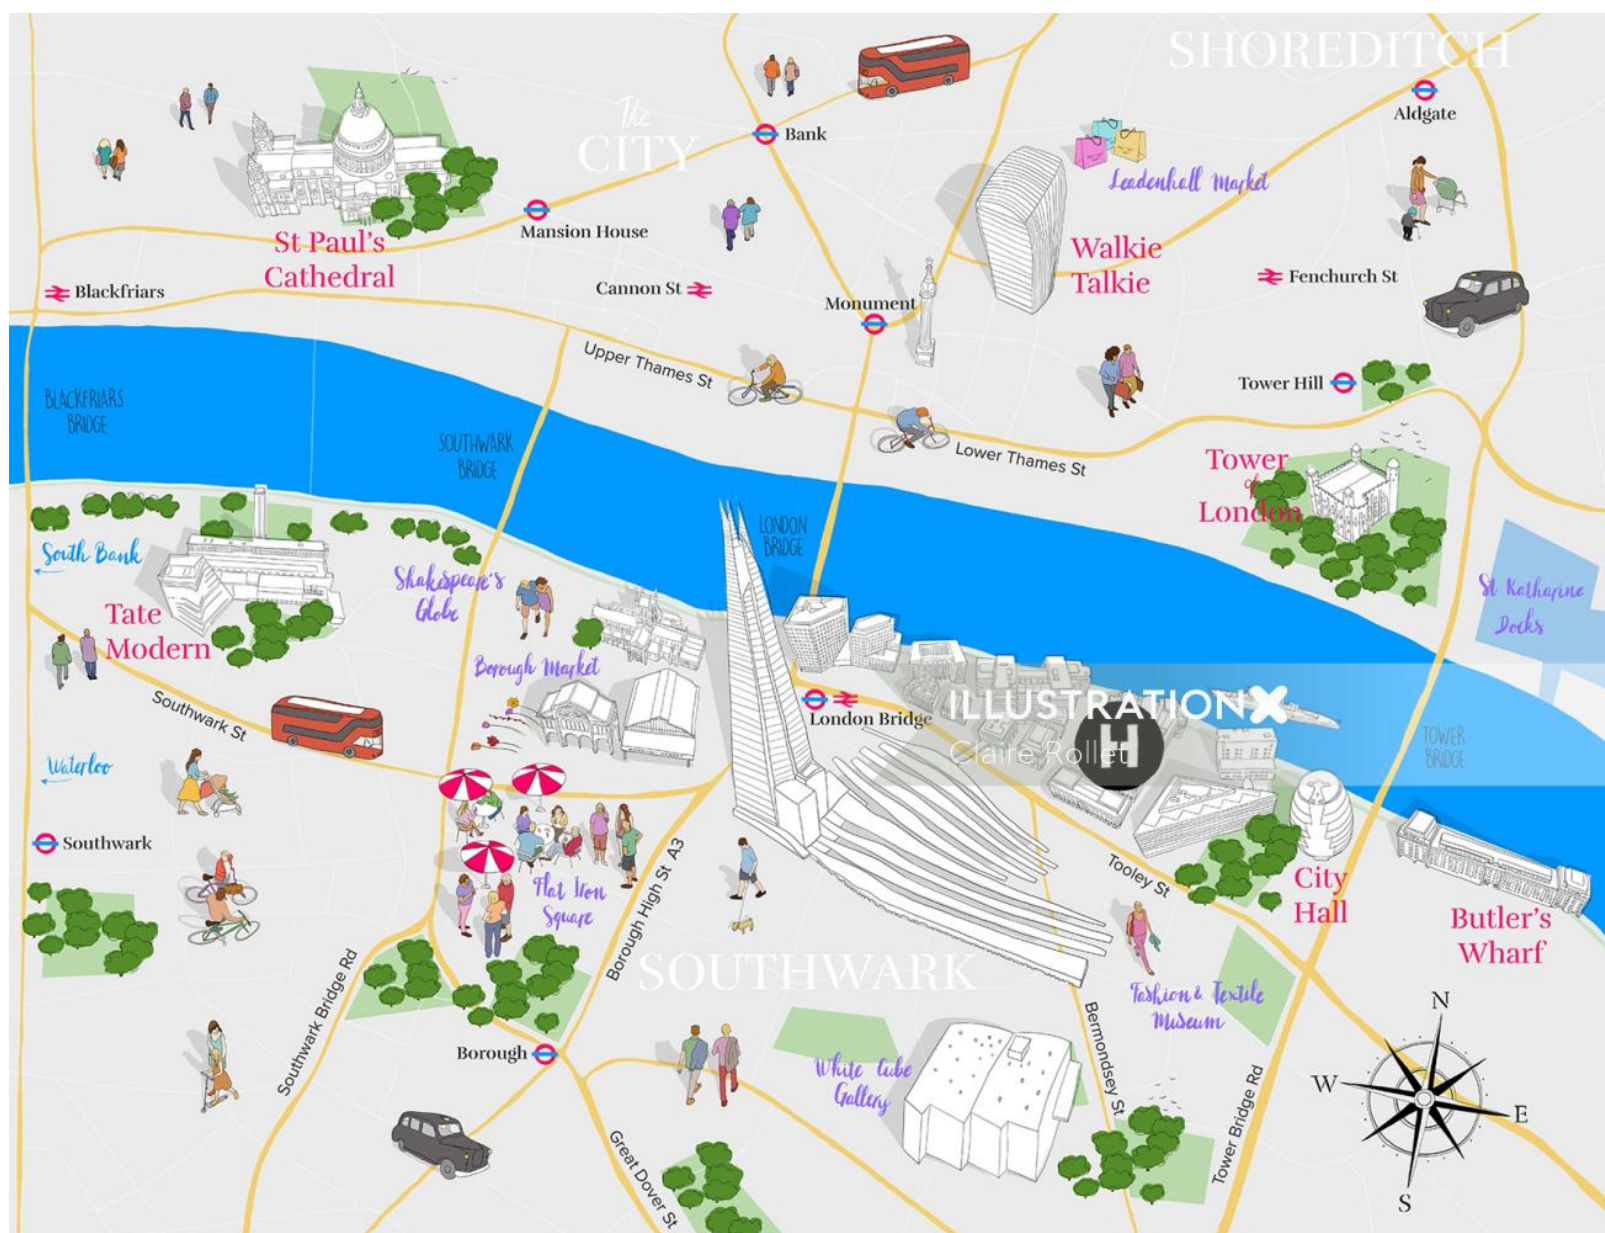 SHOREDITCH
Aldgate
The
CITY
Bank
Leadenhall Market
Mansion House
St Paul's
Cathedral
Walkie
Talkie
Fenchurch St
Blackfriars
Cannon St
Monument
Upper Thames St
Tower Hill
BLACKFRIARS
BRIDGE
SOUTHWARK
BRIDGE
Lower Thames St
Tower
of
London
LONDON
BRIDGE
South Bank
Shakespeare's
Globe
St Katharine
Docks
Tate
Modern
Borough Market
Southwark St
London Bridge
ILLUSTRATIONX
Claire Rollet
H
TOWER
BRIDGE
Waterloo
Southwark
Flat Iron
Square
Borough High St A3
Tooley St
City
Hall
Butler's
Wharf
SOUTHWARK
Southwark Bridge Rd
Fashion & Textile
Museum
Borough
White Cube
Gallery
Bermondsey St
Tower Bridge Rd
Great Dover St
N
W
E
S